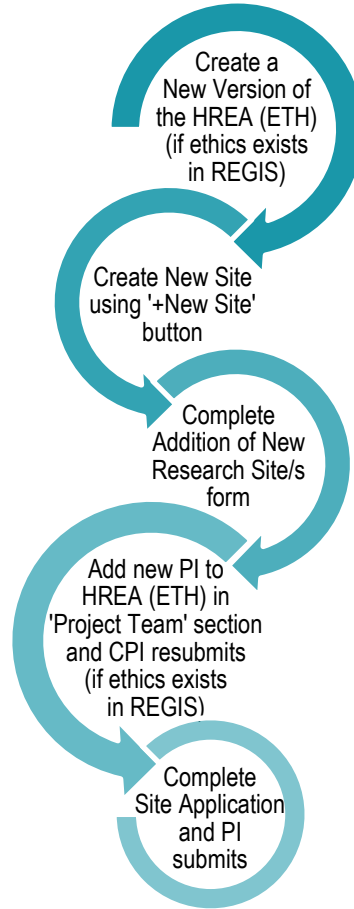 Create a
New Version of
the HREA (ETH)
(if ethics exists
in REGIS)
Create New Site
using '+New Site'
button
Complete
Addition of New
Research Site/s
form
Add new PI to
HREA (ETH) in
'Project Team' section
and CPI resubmits
(if ethics exists
in REGIS)
Complete
Site Application
and PI
submits